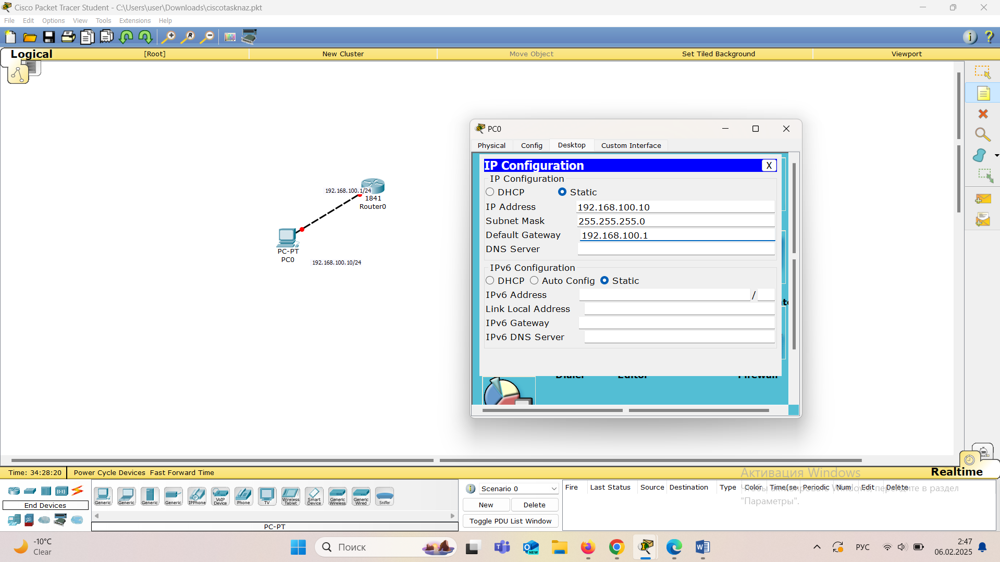 Cisco Packet Tracer Student - C:\Users\user\Downloads\ciscotasknaz.pkt
File Edit Options View Tools Extensions Help
Logical [Root] New Cluster Move Object Set Tiled Background Viewport
192.168.100.1/24
1841
Router0
PC-PT
PC0
192.168.100.10/24
PC0
Physical Config Desktop Custom Interface
IP Configuration X
IP Configuration
DHCP Static
IP Address 192.168.100.10
Subnet Mask 255.255.255.0
Default Gateway 192.168.100.1
DNS Server
IPv6 Configuration
DHCP Auto Config Static
IPv6 Address /
Link Local Address
IPv6 Gateway
IPv6 DNS Server
Time: 34:28:20 Power Cycle Devices Fast Forward Time Realtime
Активация Windows
Чтобы активировать Windows, перейдите в раздел
"Параметры".
End Devices
Generic Generic Generic Generic IPPhone VoIP Device Phone TV Wireless Tablet Smart Device Generic Wireless Generic Wired Sniffer
PC-PT
Scenario 0
New Delete
Toggle PDU List Window
Fire Last Status Source Destination Type Color Time(se Periodic Num Edit Delete
-10°C
Clear
Поиск
NEW
РУС
2:47
06.02.2025